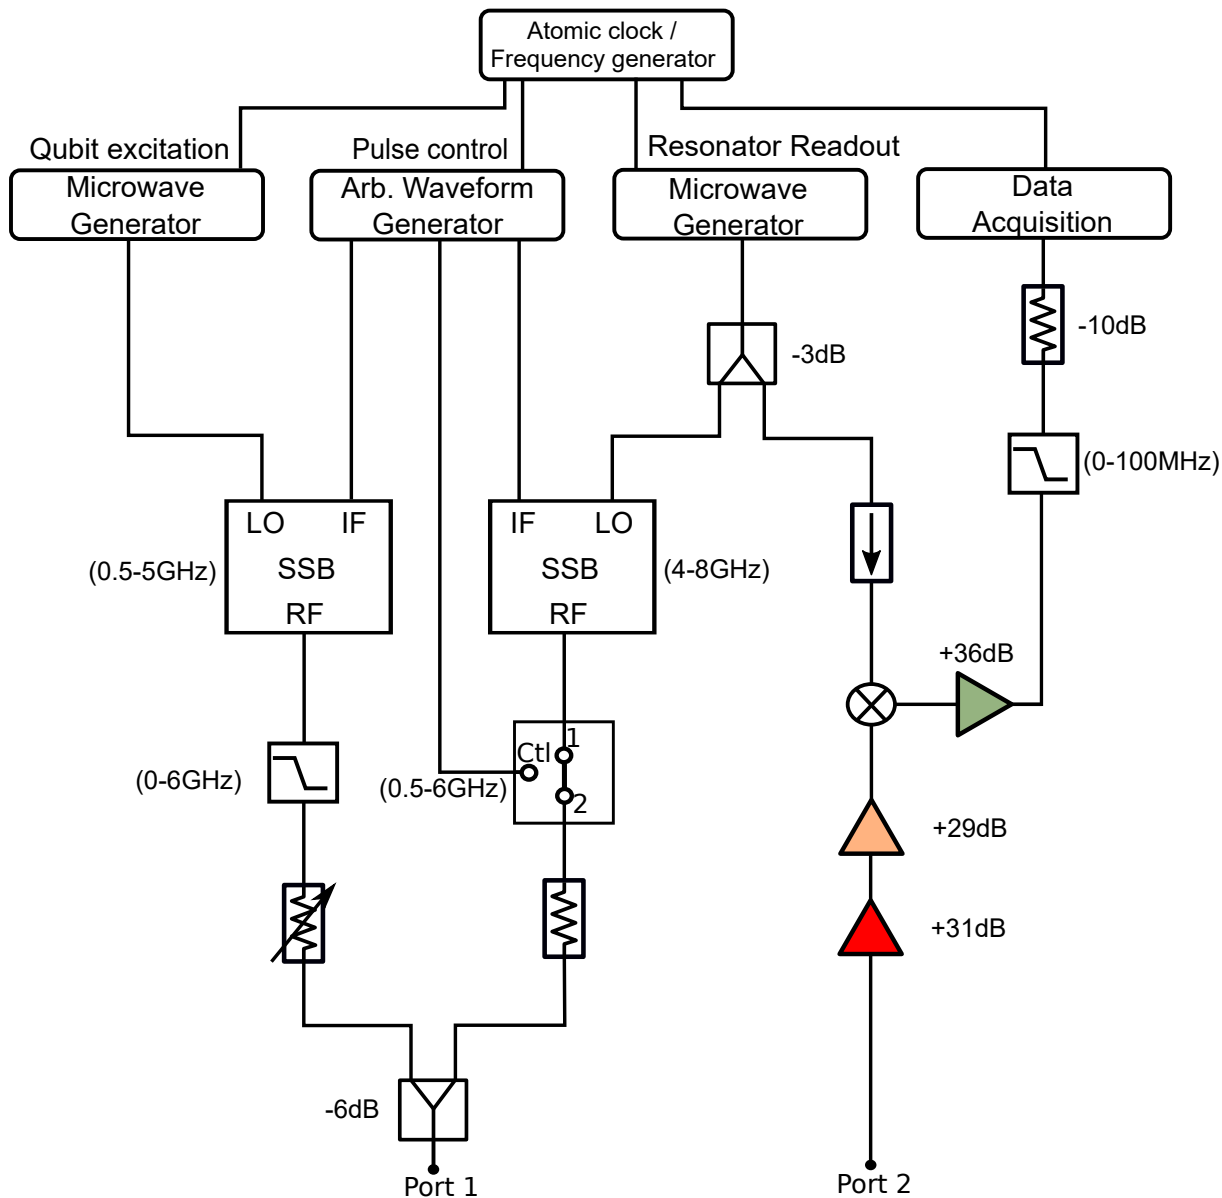 Atomic clock /
Frequency generator
Qubit excitation
Pulse control
Resonator Readout
Microwave
Generator
Arb. Waveform
Generator
Microwave
Generator
Data
Acquisition
-10dB
-3dB
(0-100MHz)
LO IF
SSB
RF
(0.5-5GHz)
IF LO
SSB
RF
(4-8GHz)
+36dB
(0-6GHz)
(0.5-6GHz)
Ctl
1
2
+29dB
+31dB
-6dB
Port 1
Port 2